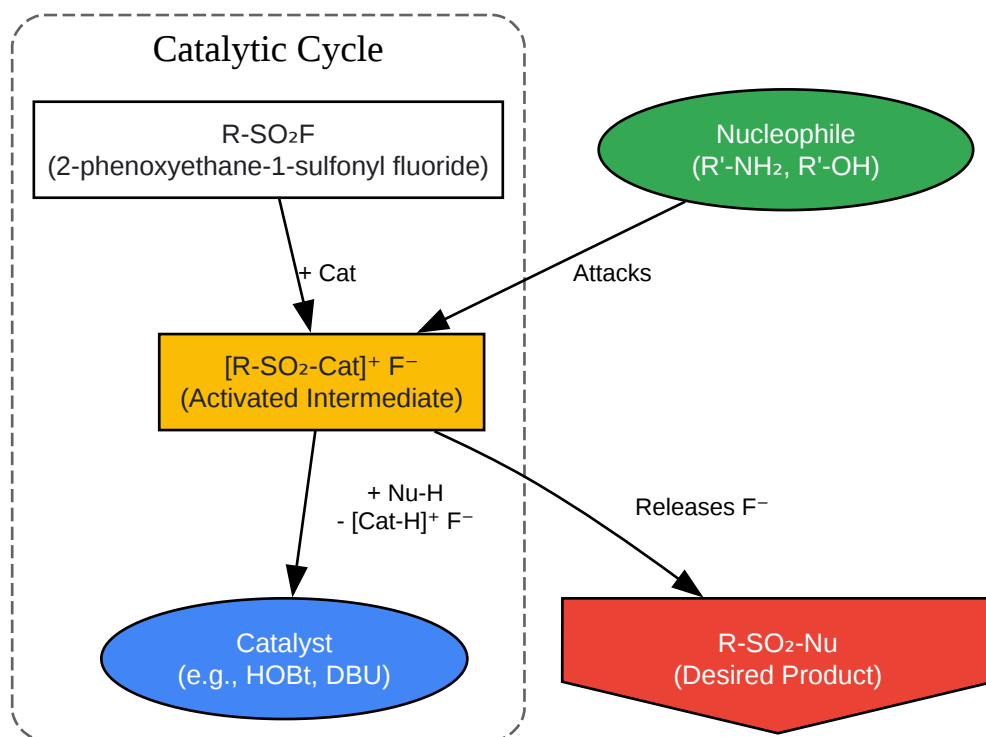 Catalytic Cycle
R-SO₂F
(2-phenoxyethane-1-sulfonyl fluoride)
Nucleophile
(R'-NH₂, R'-OH)
+ Cat
Attacks
[R-SO₂-Cat]⁺ F⁻
(Activated Intermediate)
+ Nu-H
- [Cat-H]⁺ F⁻
Releases F⁻
Catalyst
(e.g., HOBt, DBU)
R-SO₂-Nu
(Desired Product)